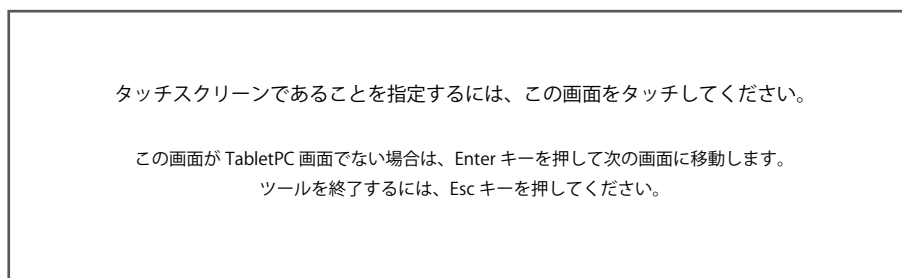 タッチスクリーンであることを指定するには、この画面をタッチしてください。
この画面が TabletPC 画面でない場合は、Enter キーを押して次の画面に移動します。
ツールを終了するには、Esc キーを押してください。